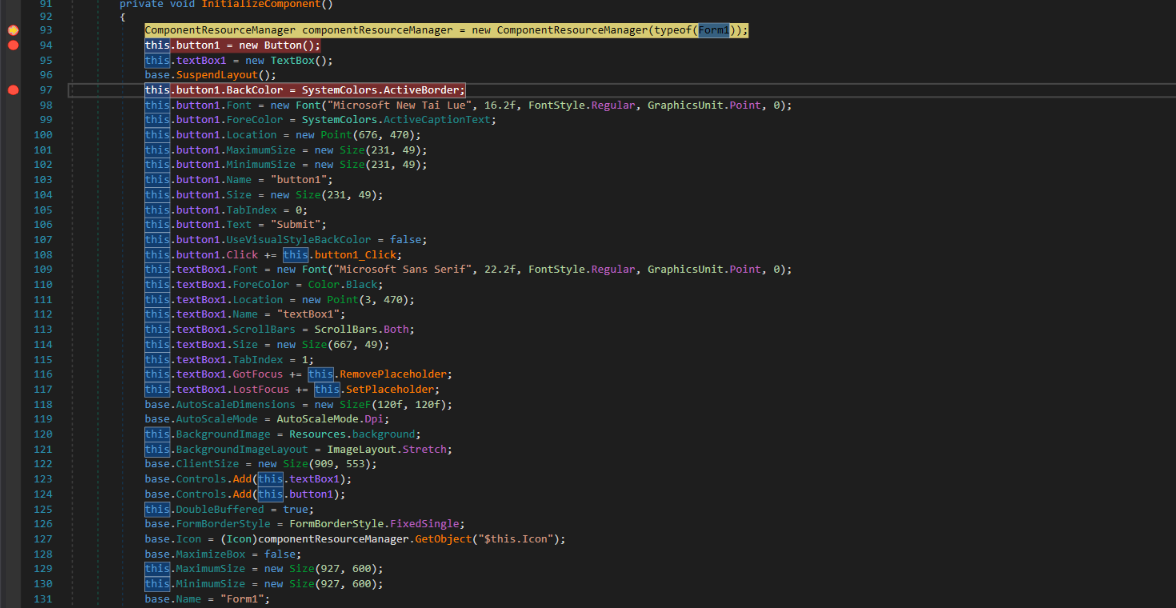 91 private void InitializeComponent()
92 {
93 ComponentResourceManager componentResourceManager = new ComponentResourceManager(typeof(Form1));
94 this.button1 = new Button();
95 this.textBox1 = new TextBox();
96 base.SuspendLayout();
97 this.button1.BackColor = SystemColors.ActiveBorder;
98 this.button1.Font = new Font("Microsoft New Tai Lue", 16.2f, FontStyle.Regular, GraphicsUnit.Point, 0);
99 this.button1.ForeColor = SystemColors.ActiveCaptionText;
100 this.button1.Location = new Point(676, 470);
101 this.button1.MaximumSize = new Size(231, 49);
102 this.button1.MinimumSize = new Size(231, 49);
103 this.button1.Name = "button1";
104 this.button1.Size = new Size(231, 49);
105 this.button1.TabIndex = 0;
106 this.button1.Text = "Submit";
107 this.button1.UseVisualStyleBackColor = false;
108 this.button1.Click += this.button1_Click;
109 this.textBox1.Font = new Font("Microsoft Sans Serif", 22.2f, FontStyle.Regular, GraphicsUnit.Point, 0);
110 this.textBox1.ForeColor = Color.Black;
111 this.textBox1.Location = new Point(3, 470);
112 this.textBox1.Name = "textBox1";
113 this.textBox1.ScrollBars = ScrollBars.Both;
114 this.textBox1.Size = new Size(667, 49);
115 this.textBox1.TabIndex = 1;
116 this.textBox1.GotFocus += this.RemovePlaceholder;
117 this.textBox1.LostFocus += this.SetPlaceholder;
118 base.AutoScaleDimensions = new SizeF(120f, 120f);
119 base.AutoScaleMode = AutoScaleMode.Dpi;
120 this.BackgroundImage = Resources.background;
121 this.BackgroundImageLayout = ImageLayout.Stretch;
122 base.ClientSize = new Size(909, 553);
123 base.Controls.Add(this.textBox1);
124 base.Controls.Add(this.button1);
125 this.DoubleBuffered = true;
126 base.FormBorderStyle = FormBorderStyle.FixedSingle;
127 base.Icon = (Icon)componentResourceManager.GetObject("$this.Icon");
128 base.MaximizeBox = false;
129 this.MaximumSize = new Size(927, 600);
130 this.MinimumSize = new Size(927, 600);
131 base.Name = "Form1";